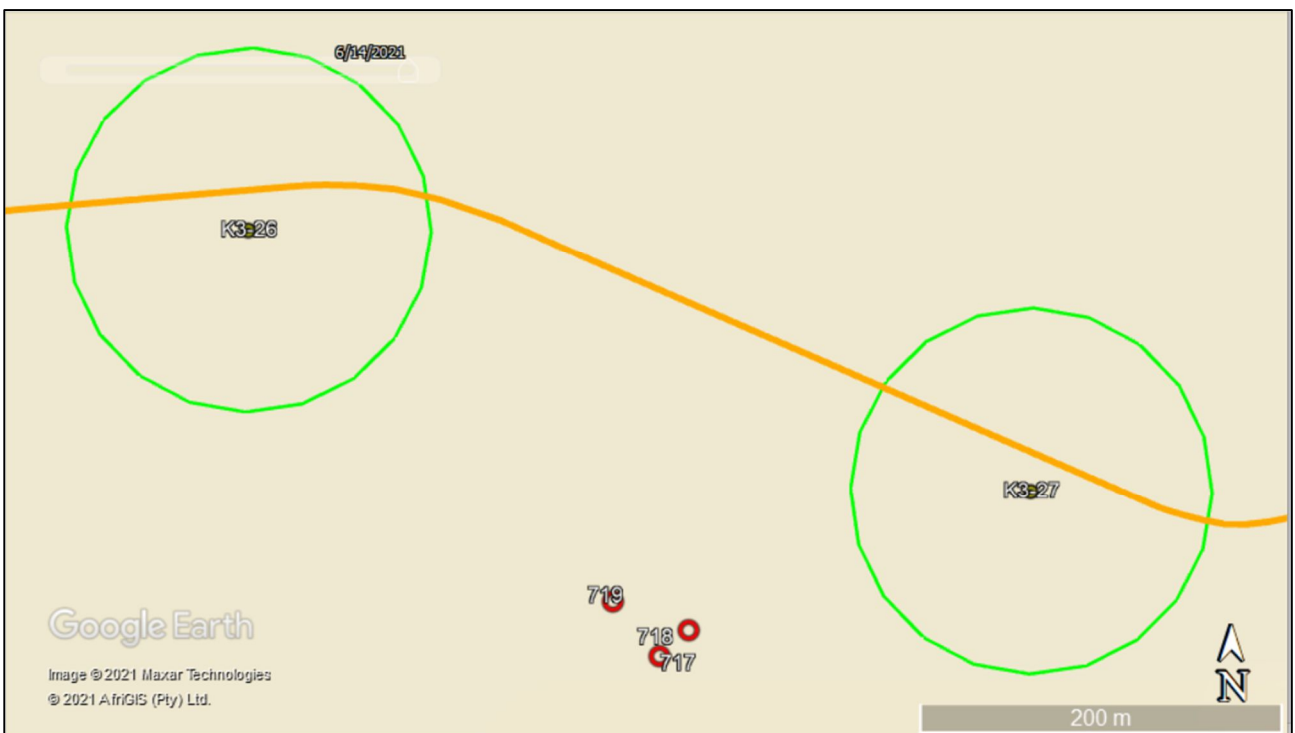 6/14/2021
K3-26
K3-27
719
718
717
Google Earth
Image © 2021 Maxar Technologies
© 2021 AfriGIS (Pty) Ltd.
N
200 m